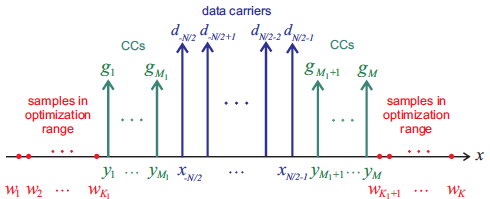 data carriers
d_{-N/2} d_{-N/2+1} d_{N/2-2} d_{N/2-1}
CCs CCs
g_1 g_{M_1} g_{M_1+1} g_M
samples in optimization range
samples in optimization range
... ... ... ... ... ...
x
y_1 ... y_{M_1} x_{-N/2} ... x_{N/2-1} y_{M_1+1} ... y_M
w_1 w_2 ... w_{K_1} w_{K_1+1} ... w_K